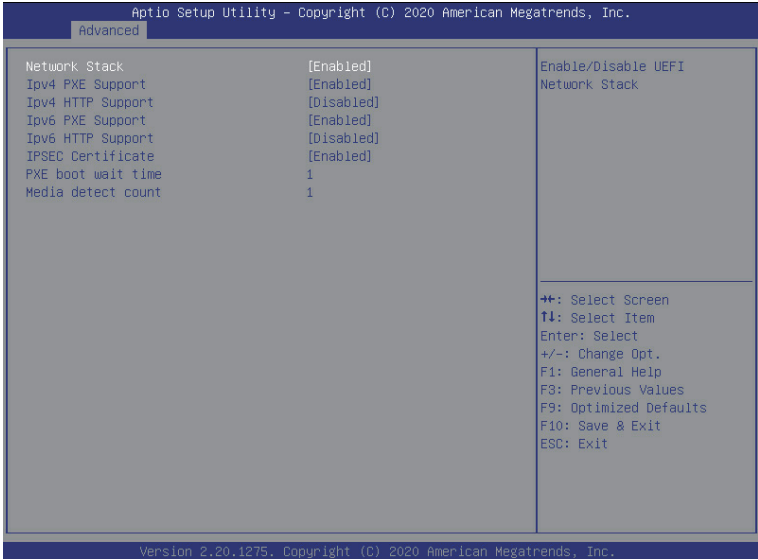 Aptio Setup Utility – Copyright (C) 2020 American Megatrends, Inc.
Advanced
Network Stack [Enabled]
Ipv4 PXE Support [Enabled]
Ipv4 HTTP Support [Disabled]
Ipv6 PXE Support [Enabled]
Ipv6 HTTP Support [Disabled]
IPSEC Certificate [Enabled]
PXE boot wait time 1
Media detect count 1
Enable/Disable UEFI
Network Stack
→←: Select Screen
↑↓: Select Item
Enter: Select
+/-: Change Opt.
F1: General Help
F3: Previous Values
F9: Optimized Defaults
F10: Save & Exit
ESC: Exit
Version 2.20.1275. Copyright (C) 2020 American Megatrends, Inc.